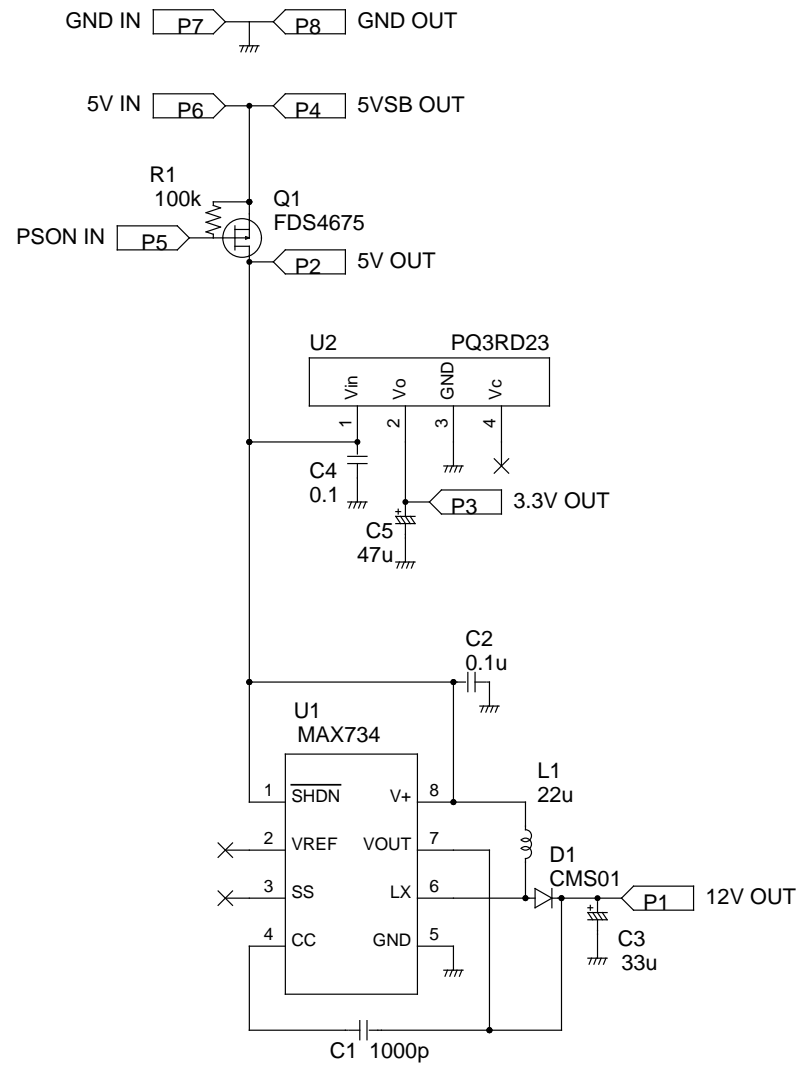 GND IN P7 P8 GND OUT
5V IN P6 P4 5VSB OUT
R1
100k
Q1
FDS4675
PSON IN P5
P2 5V OUT
U2 PQ3RD23
Vin Vo GND Vc
1 2 3 4
C4
0.1
P3 3.3V OUT
+
C5
47u
C2
0.1u
U1
MAX734
L1
22u
1 SHDN V+ 8
2 VREF VOUT 7
D1
CMS01
3 SS LX 6
P1 12V OUT
+
4 CC GND 5
C3
33u
C1 1000p